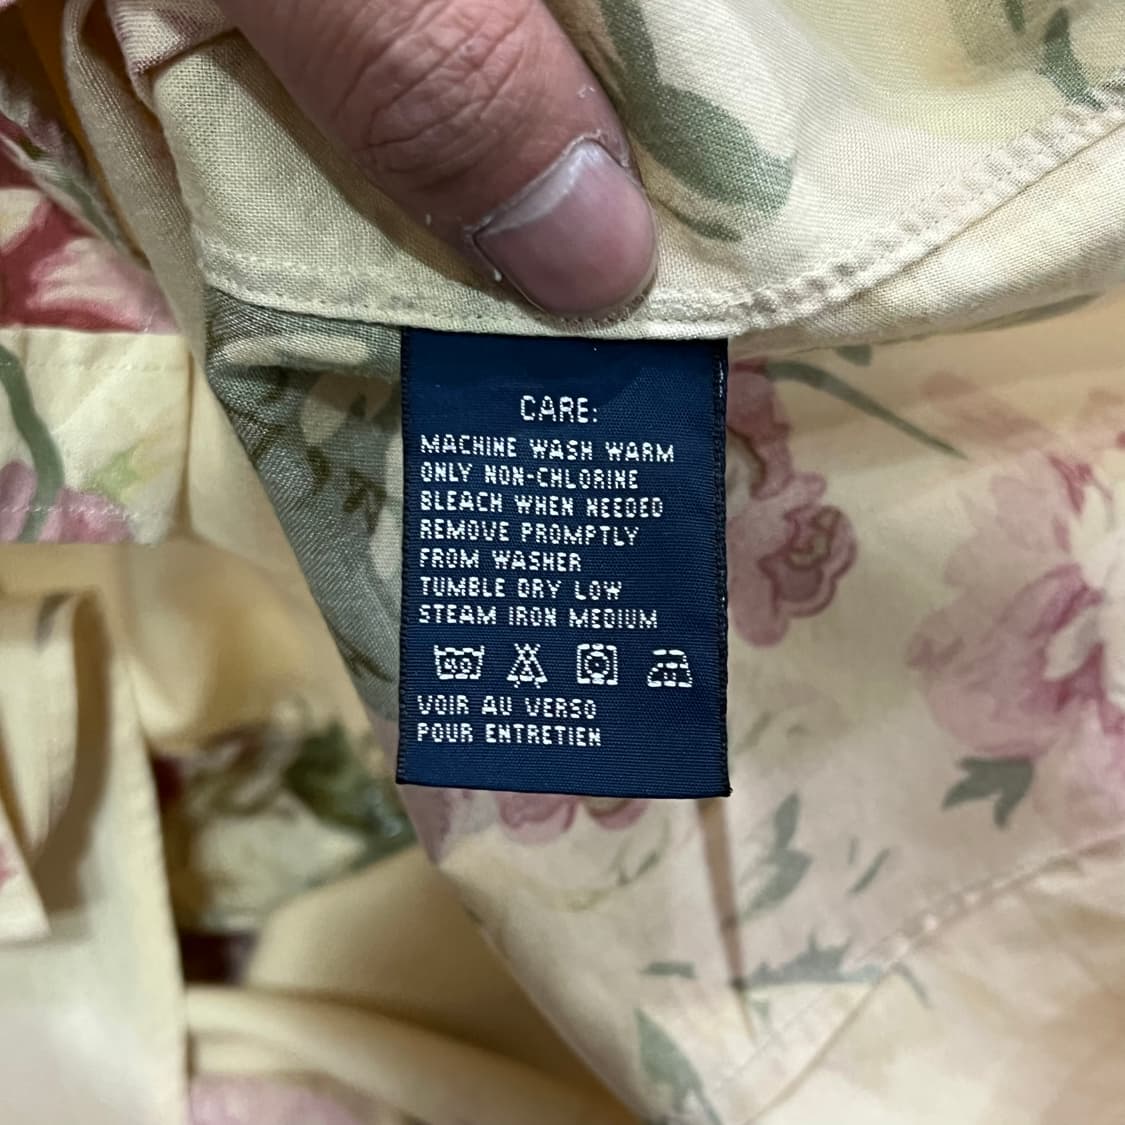 CARE:
MACHINE WASH WARM
ONLY NON-CHLORINE
BLEACH WHEN NEEDED
REMOVE PROMPTLY
FROM WASHER
TUMBLE DRY LOW
STEAM IRON MEDIUM
VOIR AU VERSO
POUR ENTRETIEN